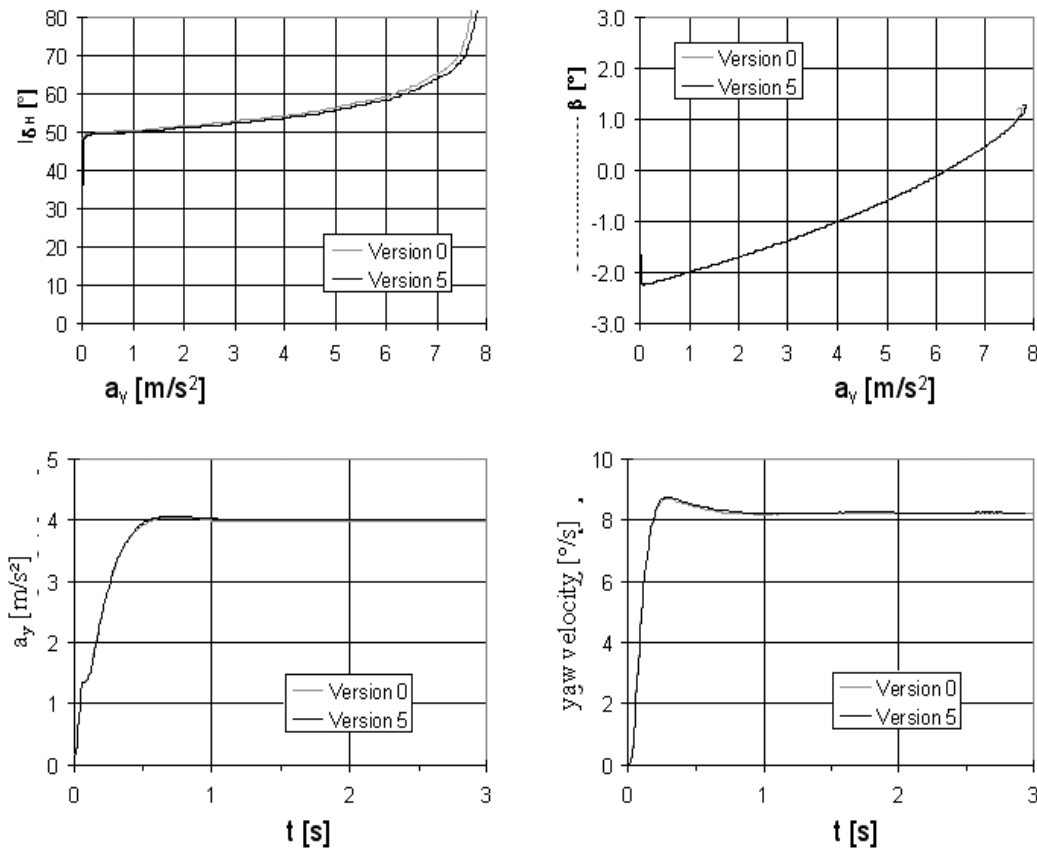 80
70
60
50
40
30
20
10
0
δH [°]
Version 0
Version 5
0 1 2 3 4 5 6 7 8
ay [m/s²]
3.0
2.0
1.0
0.0
-1.0
-2.0
-3.0
β [°]
Version 0
Version 5
0 1 2 3 4 5 6 7 8
ay [m/s²]
5
4
3
2
1
0
ay [m/s²]
Version 0
Version 5
0 1 2 3
t [s]
10
8
6
4
2
0
yaw velocity [°/s]
Version 0
Version 5
0 1 2 3
t [s]